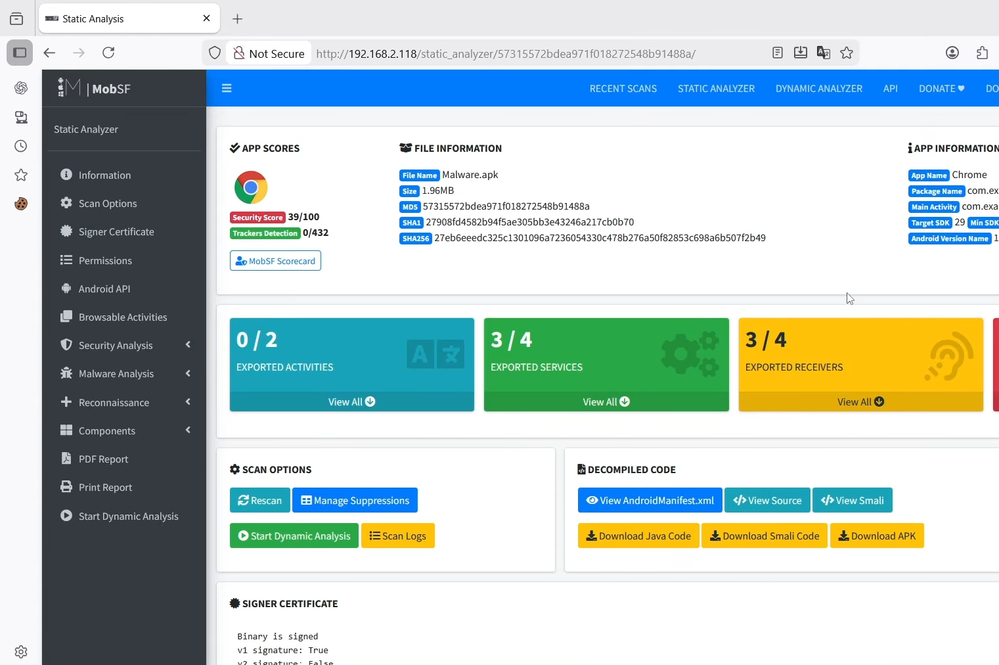 Static Analysis
Not Secure
http://192.168.2.118/static_analyzer/57315572bdea971f018272548b91488a/
| MobSF
RECENT SCANS
STATIC ANALYZER
DYNAMIC ANALYZER
API
DONATE ♥
DO
Static Analyzer
Information
Scan Options
Signer Certificate
Permissions
Android API
Browsable Activities
Security Analysis
Malware Analysis
Reconnaissance
Components
PDF Report
Print Report
Start Dynamic Analysis
APP SCORES
Security Score 39/100
Trackers Detection 0/432
MobSF Scorecard
FILE INFORMATION
File Name Malware.apk
Size 1.96MB
MD5 57315572bdea971f018272548b91488a
SHA1 27908fd4582b94f5ae305bb3e43246a217cb0b70
SHA256 27eb6eeedc325c1301096a7236054330c478b276a50f82853c698a6b507f2b49
APP INFORMATION
App Name Chrome
Package Name com.ex
Main Activity com.exa
Target SDK 29 Min SDK
Android Version Name 1
0 / 2
EXPORTED ACTIVITIES
View All
3 / 4
EXPORTED SERVICES
View All
3 / 4
EXPORTED RECEIVERS
View All
SCAN OPTIONS
Rescan
Manage Suppressions
Start Dynamic Analysis
Scan Logs
DECOMPILED CODE
View AndroidManifest.xml
View Source
View Smali
Download Java Code
Download Smali Code
Download APK
SIGNER CERTIFICATE
Binary is signed
v1 signature: True
v2 signature: False